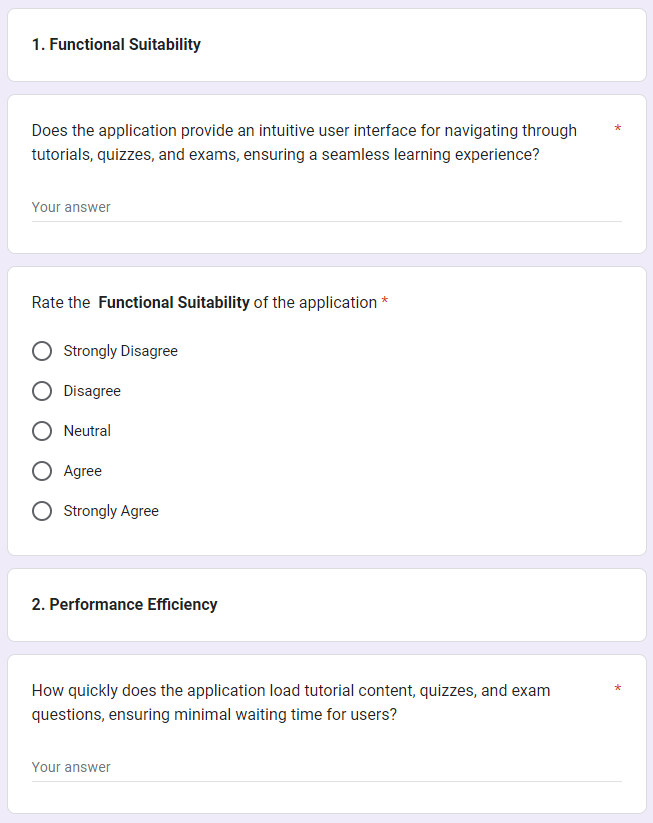 1. Functional Suitability
Does the application provide an intuitive user interface for navigating through *
tutorials, quizzes, and exams, ensuring a seamless learning experience?
Your answer
Rate the Functional Suitability of the application *
Strongly Disagree
Disagree
Neutral
Agree
Strongly Agree
2. Performance Efficiency
How quickly does the application load tutorial content, quizzes, and exam *
questions, ensuring minimal waiting time for users?
Your answer